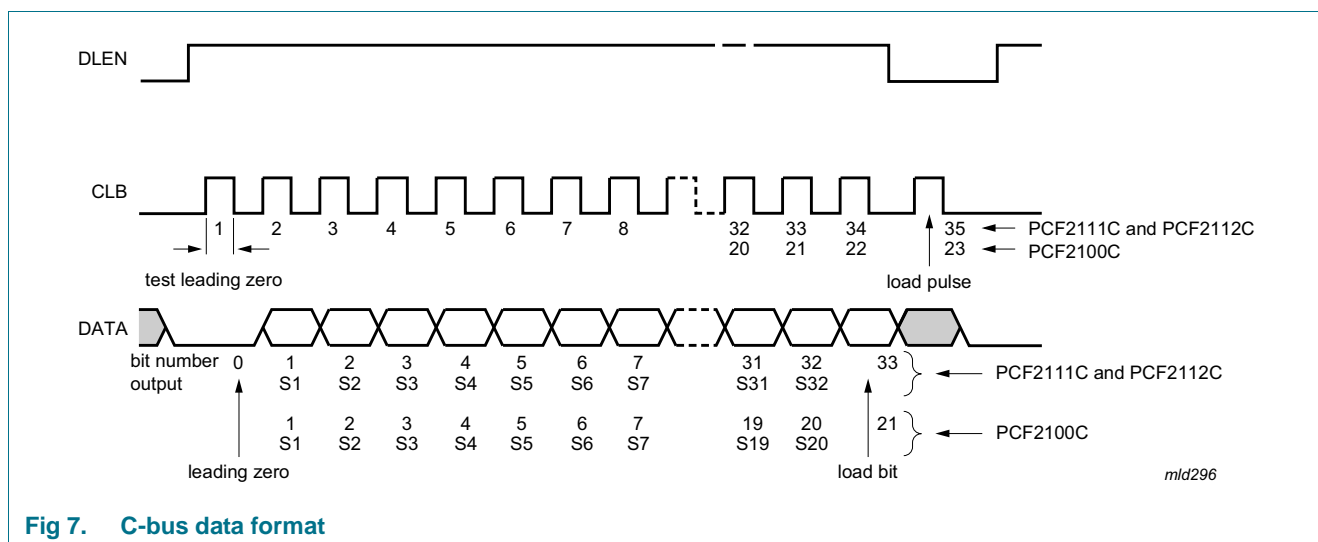 DLEN
CLB
1 2 3 4 5 6 7 8 32 33 34 35 PCF2111C and PCF2112C
20 21 22 23 PCF2100C
test leading zero
load pulse
DATA
bit number 0 1 2 3 4 5 6 7 31 32 33
output S1 S2 S3 S4 S5 S6 S7 S31 S32
PCF2111C and PCF2112C
1 2 3 4 5 6 7 19 20 21
S1 S2 S3 S4 S5 S6 S7 S19 S20
PCF2100C
leading zero
load bit
mld296
Fig 7. C-bus data format